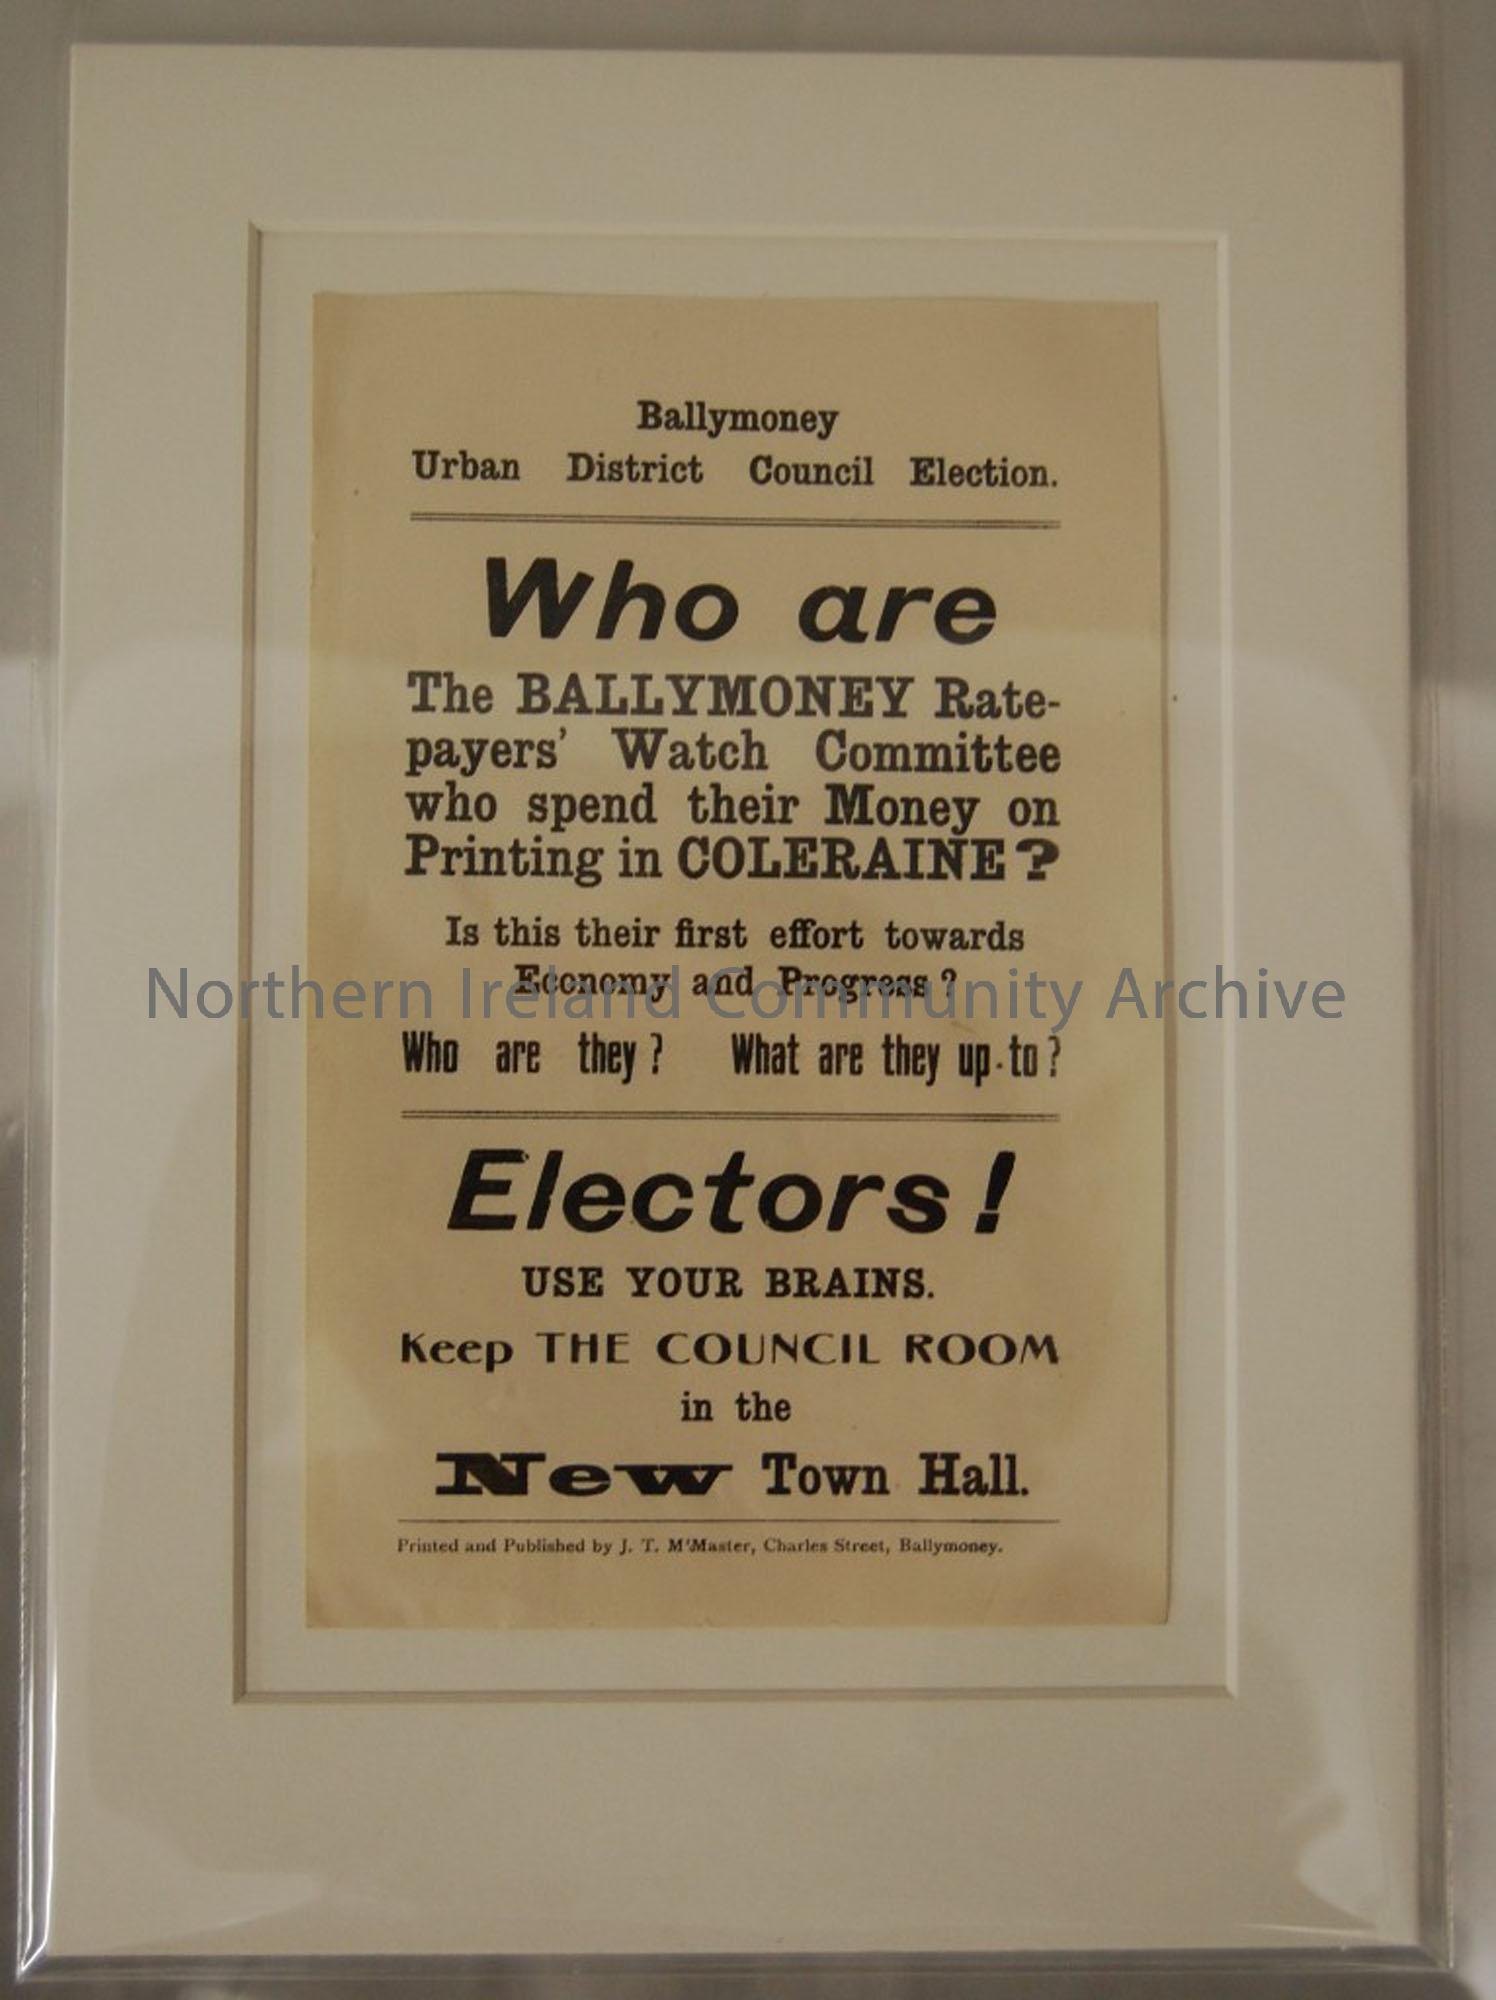 Ballymoney
Urban District Council Election.
Who are
The BALLYMONEY Rate-
payers' Watch Committee
who spend their Money on
Printing in COLERAINE?
Is this their first effort towards
Economy and Progress?
Northern Ireland Community Archive
Who are they? What are they up-to?
Electors!
USE YOUR BRAINS.
Keep THE COUNCIL ROOM
in the
New Town Hall.
Printed and Published by J. T. M'Master, Charles Street, Ballymoney.